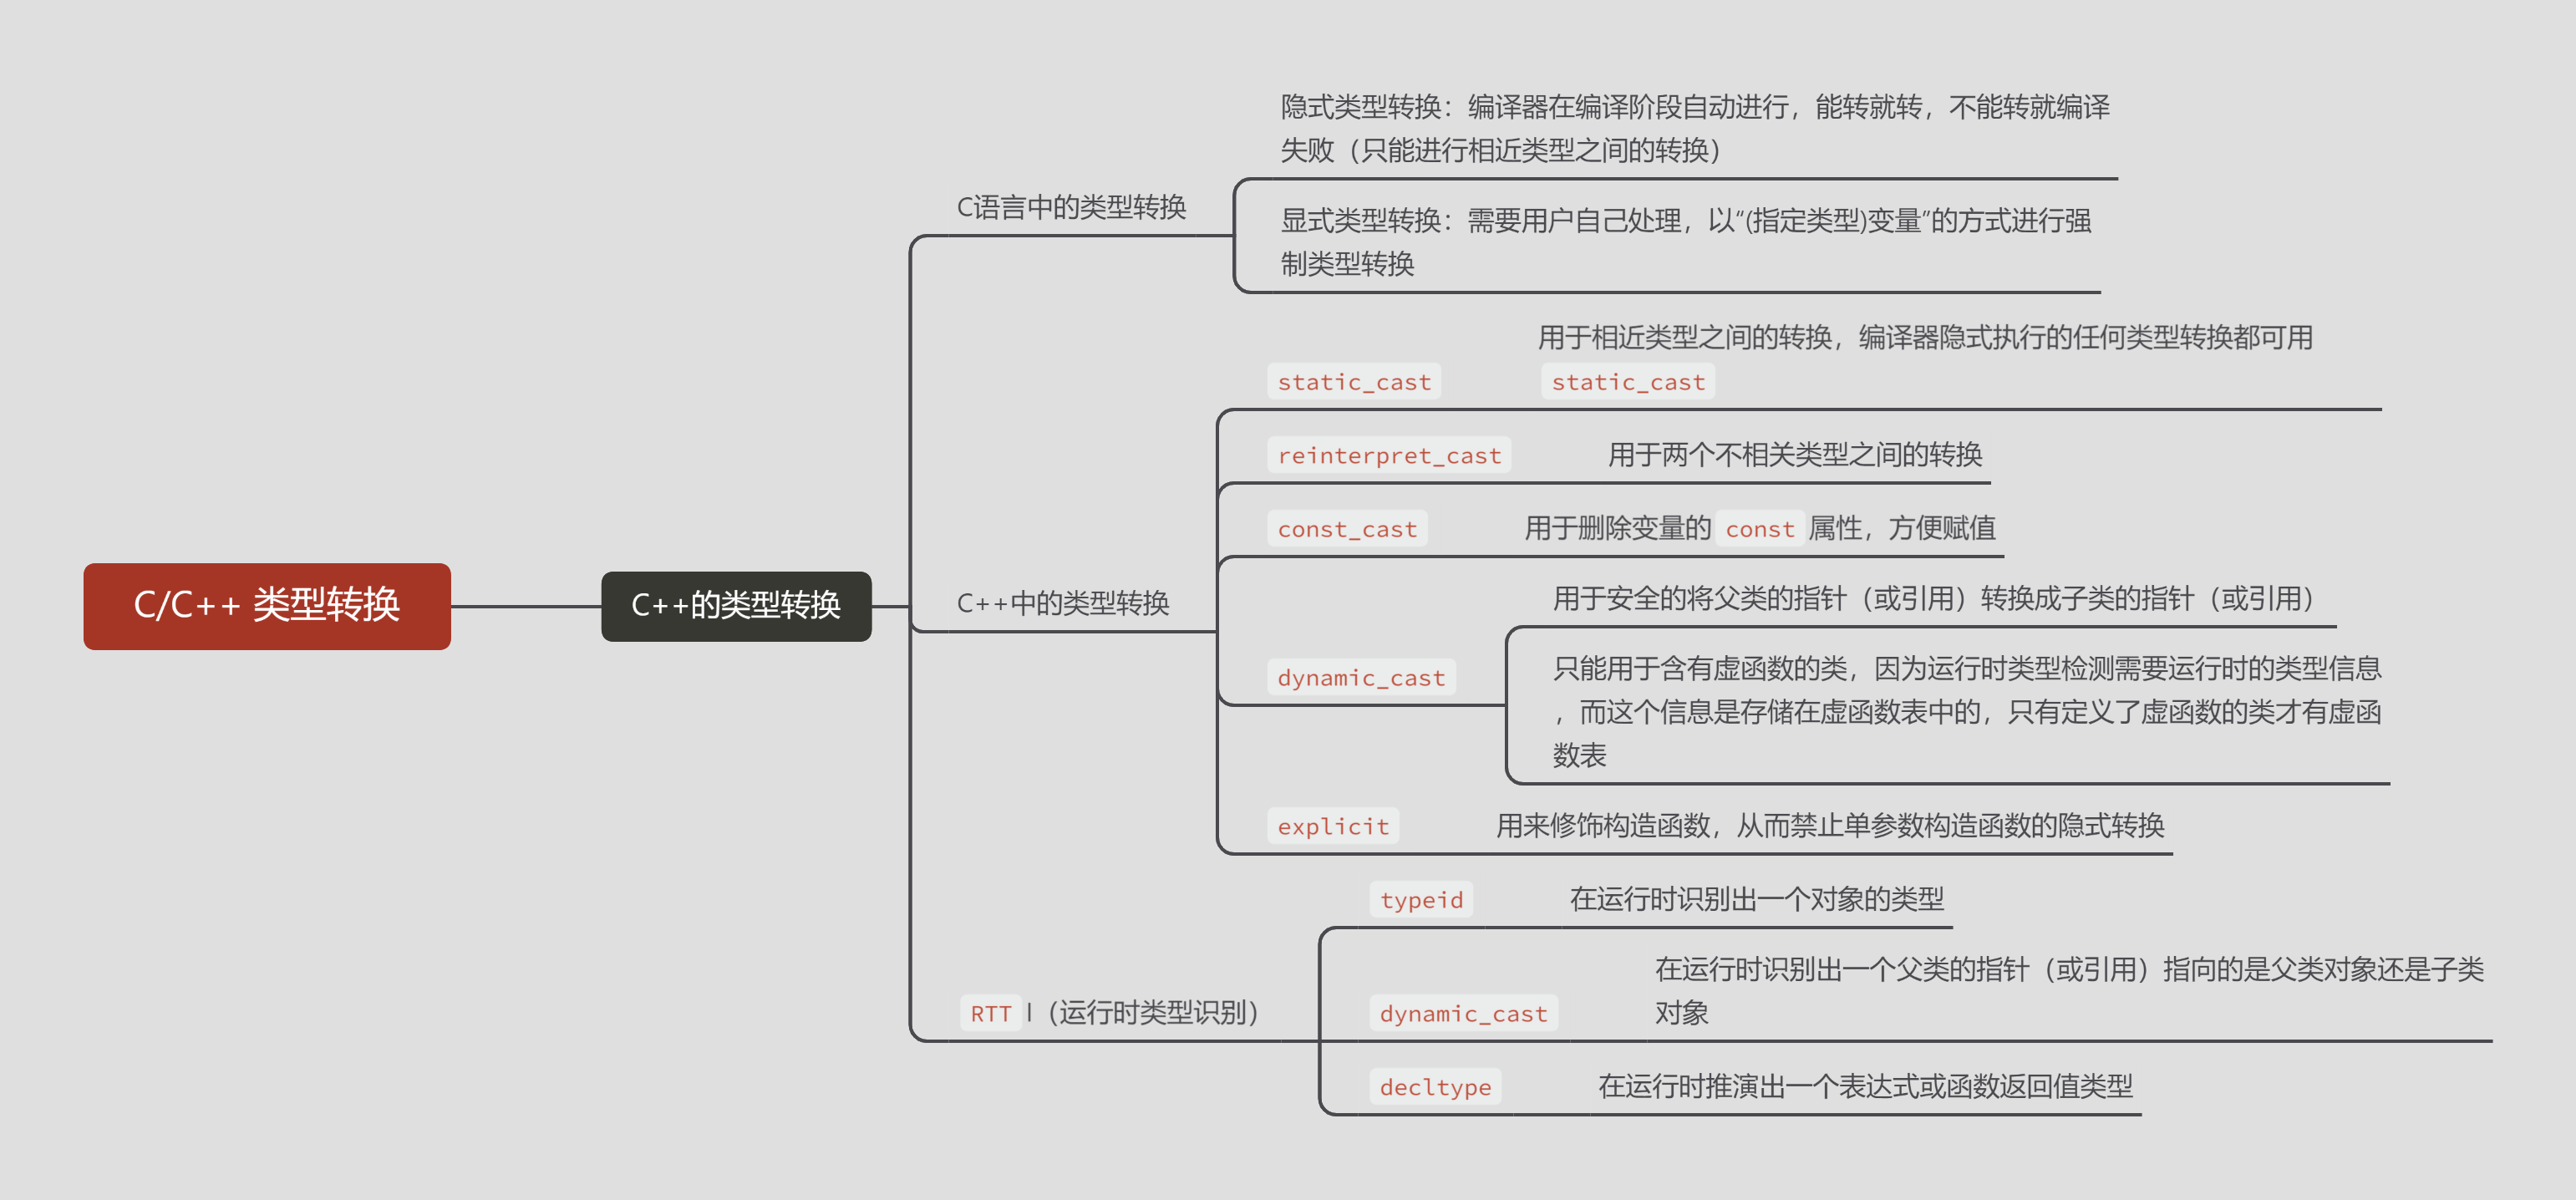 隐式类型转换：编译器在编译阶段自动进行，能转就转，不能转就编译
失败（只能进行相近类型之间的转换）
C语言中的类型转换
显式类型转换：需要用户自己处理，以“(指定类型)变量”的方式进行强
制类型转换
用于相近类型之间的转换，编译器隐式执行的任何类型转换都可用
static_cast
static_cast
reinterpret_cast
用于两个不相关类型之间的转换
const_cast
用于删除变量的 const 属性，方便赋值
C/C++ 类型转换
C++的类型转换
C++中的类型转换
用于安全的将父类的指针（或引用）转换成子类的指针（或引用）
dynamic_cast
只能用于含有虚函数的类，因为运行时类型检测需要运行时的类型信息
，而这个信息是存储在虚函数表中的，只有定义了虚函数的类才有虚函
数表
explicit
用来修饰构造函数，从而禁止单参数构造函数的隐式转换
RTT I（运行时类型识别）
typeid
在运行时识别出一个对象的类型
dynamic_cast
在运行时识别出一个父类的指针（或引用）指向的是父类对象还是子类
对象
decltype
在运行时推演出一个表达式或函数返回值类型